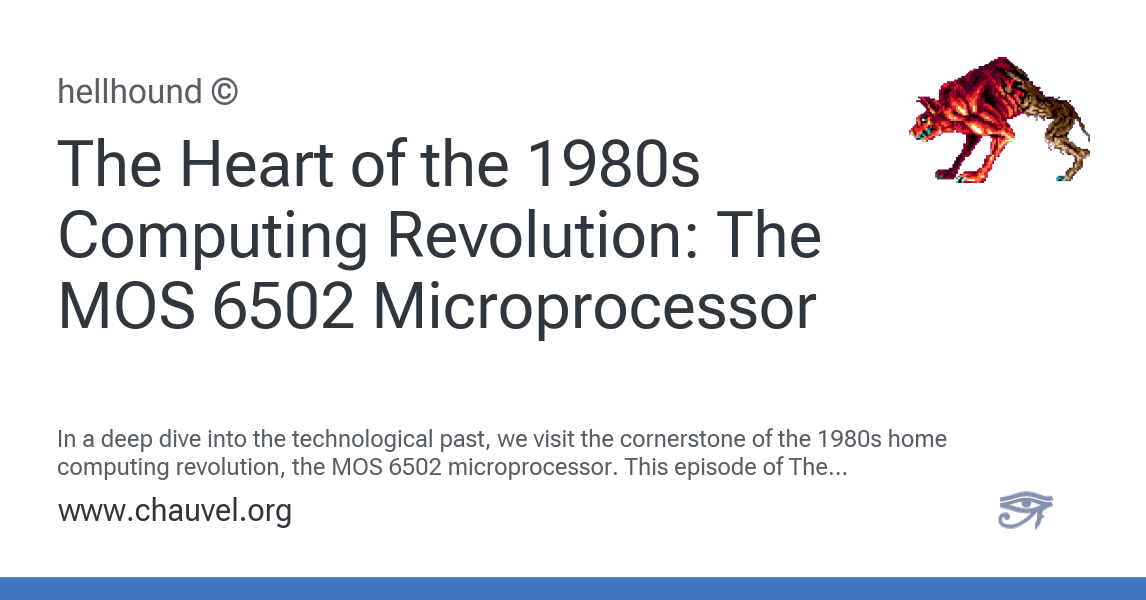 hellhound ©
The Heart of the 1980s
Computing Revolution: The
MOS 6502 Microprocessor
In a deep dive into the technological past, we visit the cornerstone of the 1980s home
computing revolution, the MOS 6502 microprocessor. This episode of The...
www.chauvel.org